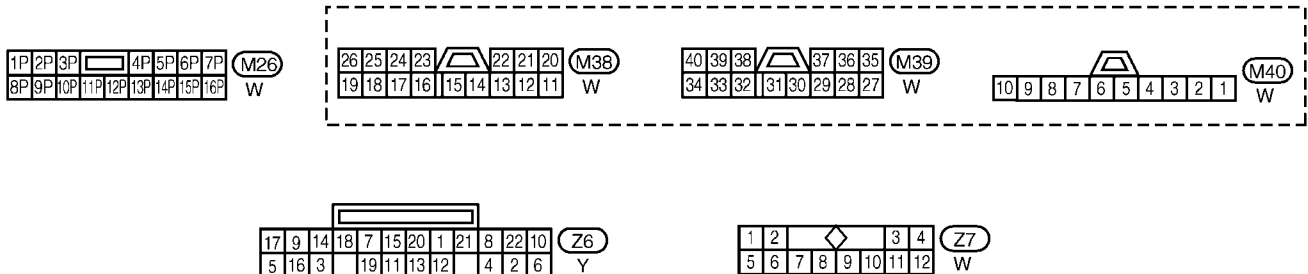 1P 2P 3P 4P 5P 6P 7P M26
8P 9P 10P 11P 12P 13P 14P 15P 16P W
26 25 24 23 22 21 20 M38
19 18 17 16 15 14 13 12 11 W
40 39 38 37 36 35 M39
34 33 32 31 30 29 28 27 W
M40
10 9 8 7 6 5 4 3 2 1 W
17 9 14 18 7 15 20 1 21 8 22 10 Z6
5 16 3 19 11 13 12 4 2 6 Y
1 2 3 4 Z7
5 6 7 8 9 10 11 12 W